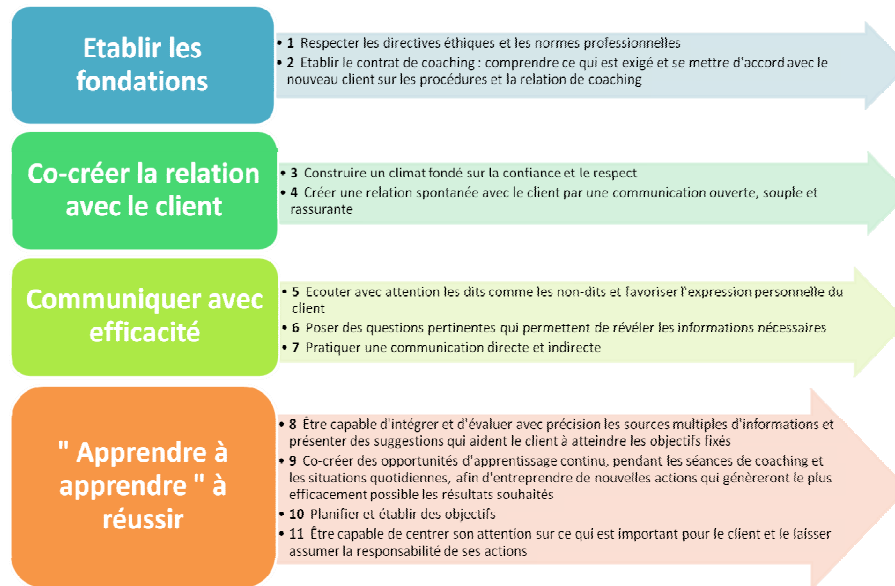 Etablir les
fondations
• 1 Respecter les directives éthiques et les normes professionnelles
• 2 Etablir le contrat de coaching : comprendre ce qui est exigé et se mettre d'accord avec le
nouveau client sur les procédures et la relation de coaching
Co-créer la relation
avec le client
• 3 Construire un climat fondé sur la confiance et le respect
• 4 Créer une relation spontanée avec le client par une communication ouverte, souple et
rassurante
Communiquer avec
efficacité
• 5 Ecouter avec attention les dits comme les non-dits et favoriser l'expression personnelle du
client
• 6 Poser des questions pertinentes qui permettent de révéler les informations nécessaires
• 7 Pratiquer une communication directe et indirecte
" Apprendre à
apprendre " à
réussir
• 8 Être capable d'intégrer et d'évaluer avec précision les sources multiples d'informations et
présenter des suggestions qui aident le client à atteindre les objectifs fixés
• 9 Co-créer des opportunités d'apprentissage continu, pendant les séances de coaching et
les situations quotidiennes, afin d'entreprendre de nouvelles actions qui génèreront le plus
efficacement possible les résultats souhaités
• 10 Planifier et établir des objectifs
• 11 Être capable de centrer son attention sur ce qui est important pour le client et le laisser
assumer la responsabilité de ses actions